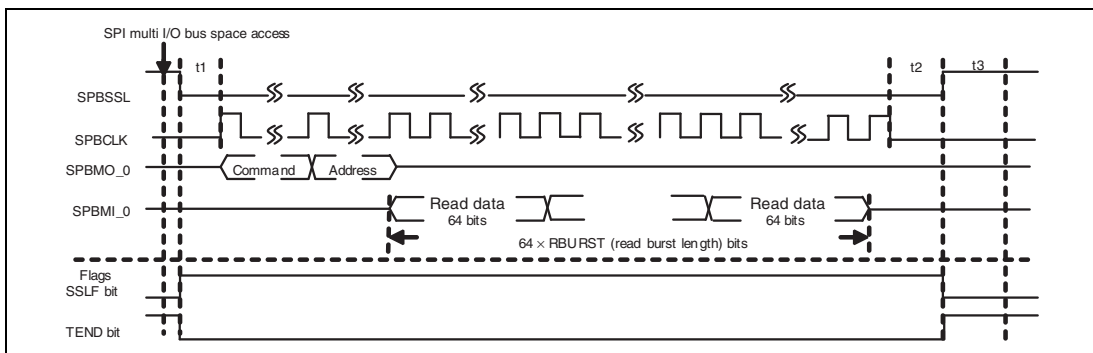 SPI multi I/O bus space access
t1
t2
t3
SPBSSL
SPBCLK
SPBMO_0
Command
Address
SPBMI_0
Read data
64 bits
Read data
64 bits
64 × RBURST (read burst length) bits
Flags
SSLF bit
TEND bit